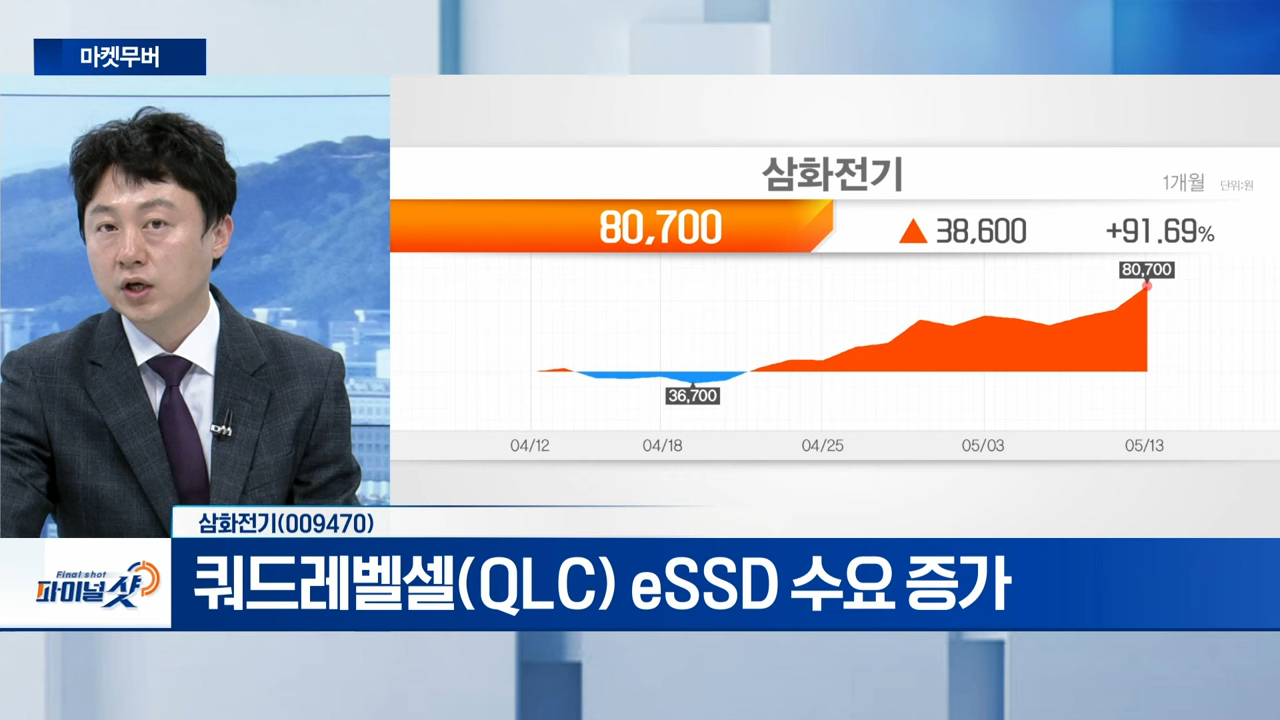 마켓무버
삼화전기
1개월 단위:원
80,700 ▲ 38,600 +91.69%
80,700
36,700
04/12 04/18 04/25 05/03 05/13
삼화전기(009470)
Final shot
파이널샷
쿼드레벨셀(QLC) eSSD 수요 증가